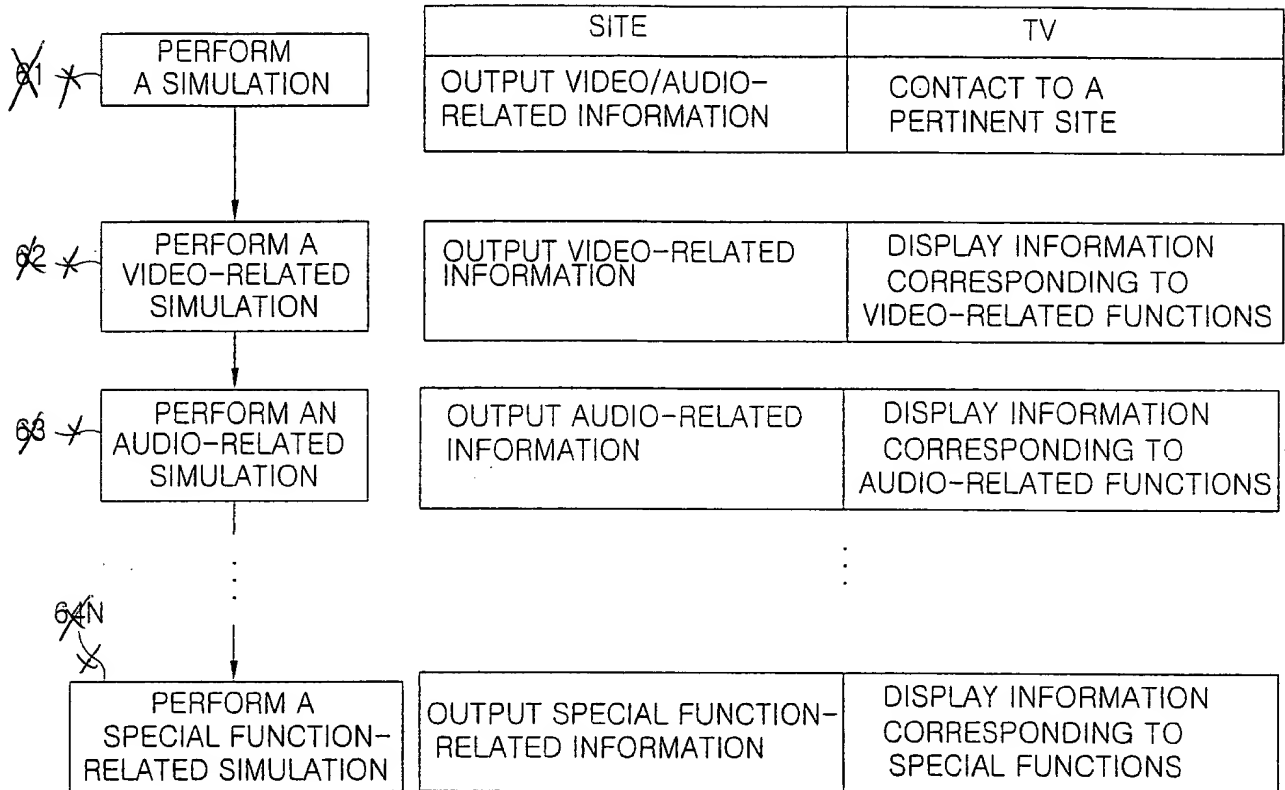 SITE TV
61 PERFORM
A SIMULATION
OUTPUT VIDEO/AUDIO-
RELATED INFORMATION
CONTACT TO A
PERTINENT SITE
62 PERFORM A
VIDEO-RELATED
SIMULATION
OUTPUT VIDEO-RELATED
INFORMATION
DISPLAY INFORMATION
CORRESPONDING TO
VIDEO-RELATED FUNCTIONS
63 PERFORM AN
AUDIO-RELATED
SIMULATION
OUTPUT AUDIO-RELATED
INFORMATION
DISPLAY INFORMATION
CORRESPONDING TO
AUDIO-RELATED FUNCTIONS
64N
PERFORM A
SPECIAL FUNCTION-
RELATED SIMULATION
OUTPUT SPECIAL FUNCTION-
RELATED INFORMATION
DISPLAY INFORMATION
CORRESPONDING TO
SPECIAL FUNCTIONS